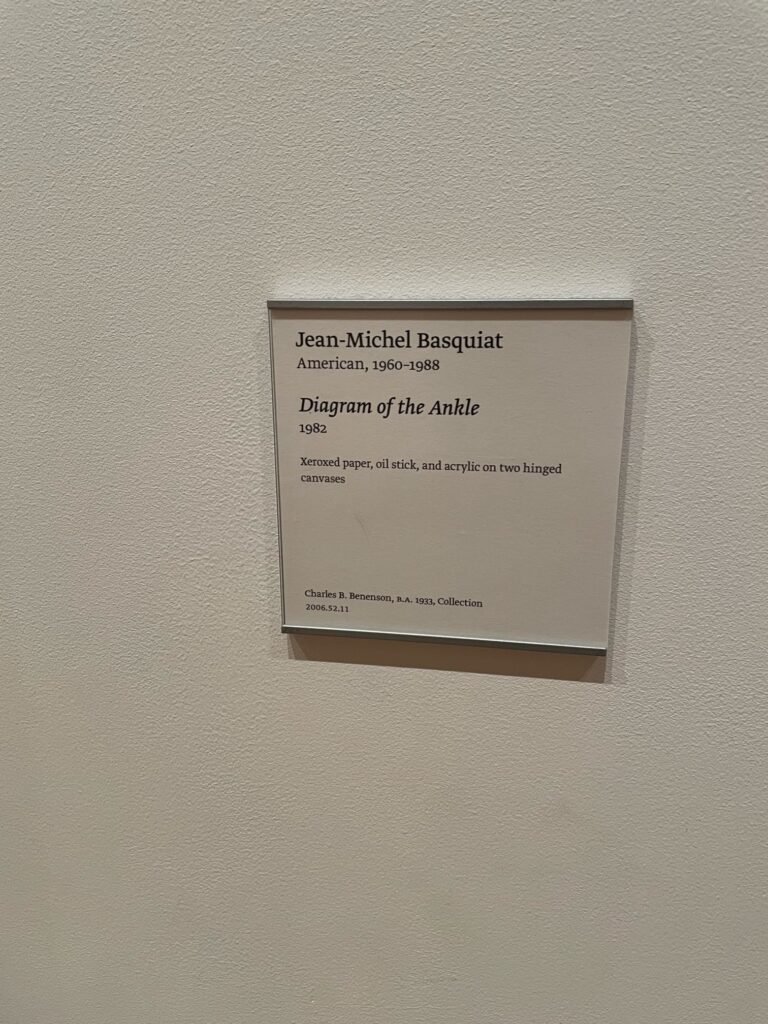 Jean-Michel Basquiat
American, 1960–1988
Diagram of the Ankle
1982
Xeroxed paper, oil stick, and acrylic on two hinged
canvases
Charles B. Benenson, B.A. 1933, Collection
2006.52.11